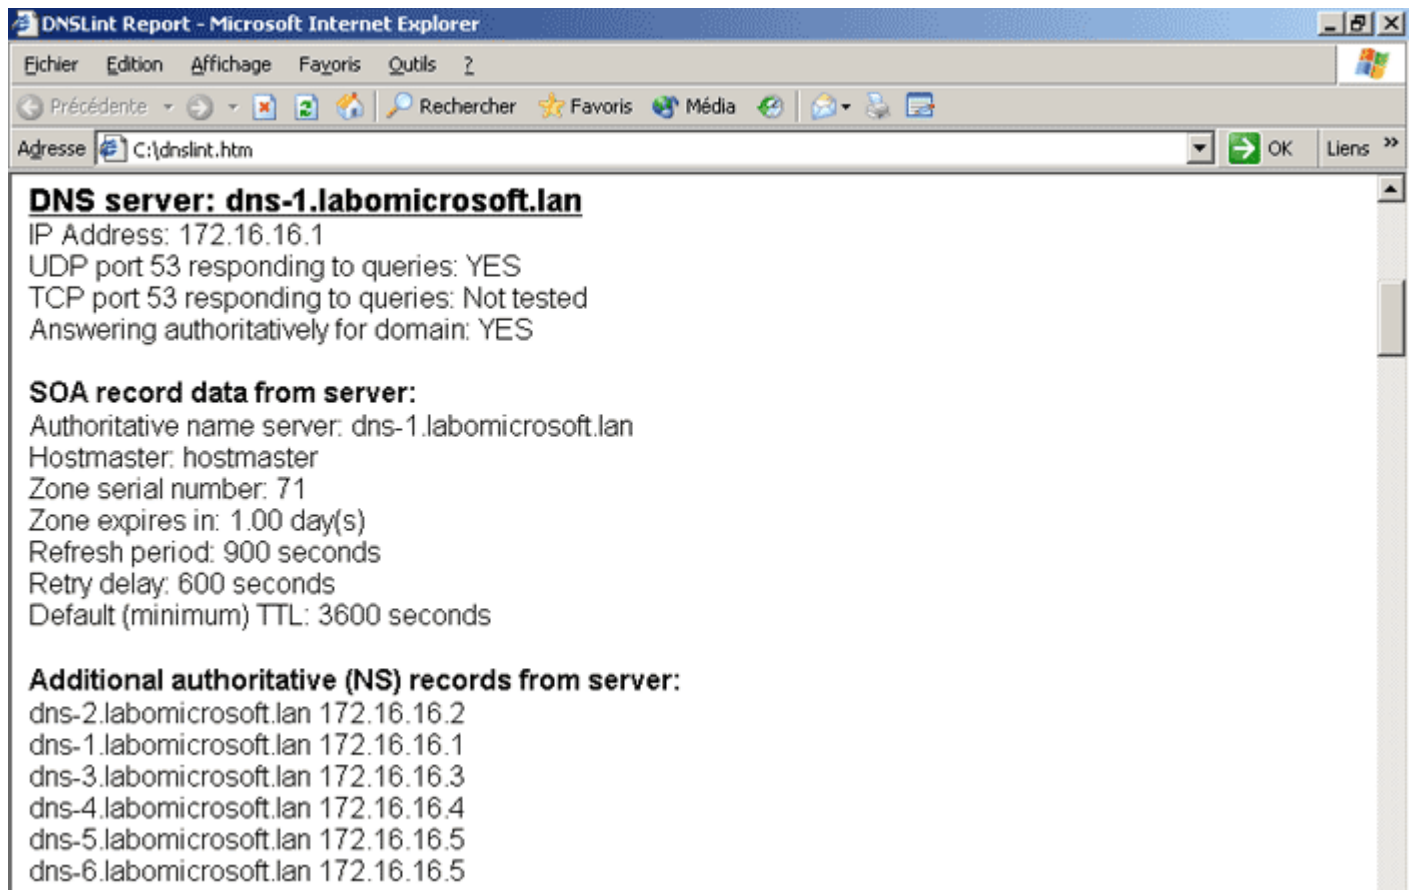 DNSLint Report - Microsoft Internet Explorer
Fichier Edition Affichage Favoris Outils ?
Précédente Rechercher Favoris Média
Adresse C:\dnslint.htm OK Liens »
DNS server: dns-1.labomicrosoft.lan
IP Address: 172.16.16.1
UDP port 53 responding to queries: YES
TCP port 53 responding to queries: Not tested
Answering authoritatively for domain: YES
SOA record data from server:
Authoritative name server: dns-1.labomicrosoft.lan
Hostmaster: hostmaster
Zone serial number: 71
Zone expires in: 1.00 day(s)
Refresh period: 900 seconds
Retry delay: 600 seconds
Default (minimum) TTL: 3600 seconds
Additional authoritative (NS) records from server:
dns-2.labomicrosoft.lan 172.16.16.2
dns-1.labomicrosoft.lan 172.16.16.1
dns-3.labomicrosoft.lan 172.16.16.3
dns-4.labomicrosoft.lan 172.16.16.4
dns-5.labomicrosoft.lan 172.16.16.5
dns-6.labomicrosoft.lan 172.16.16.5